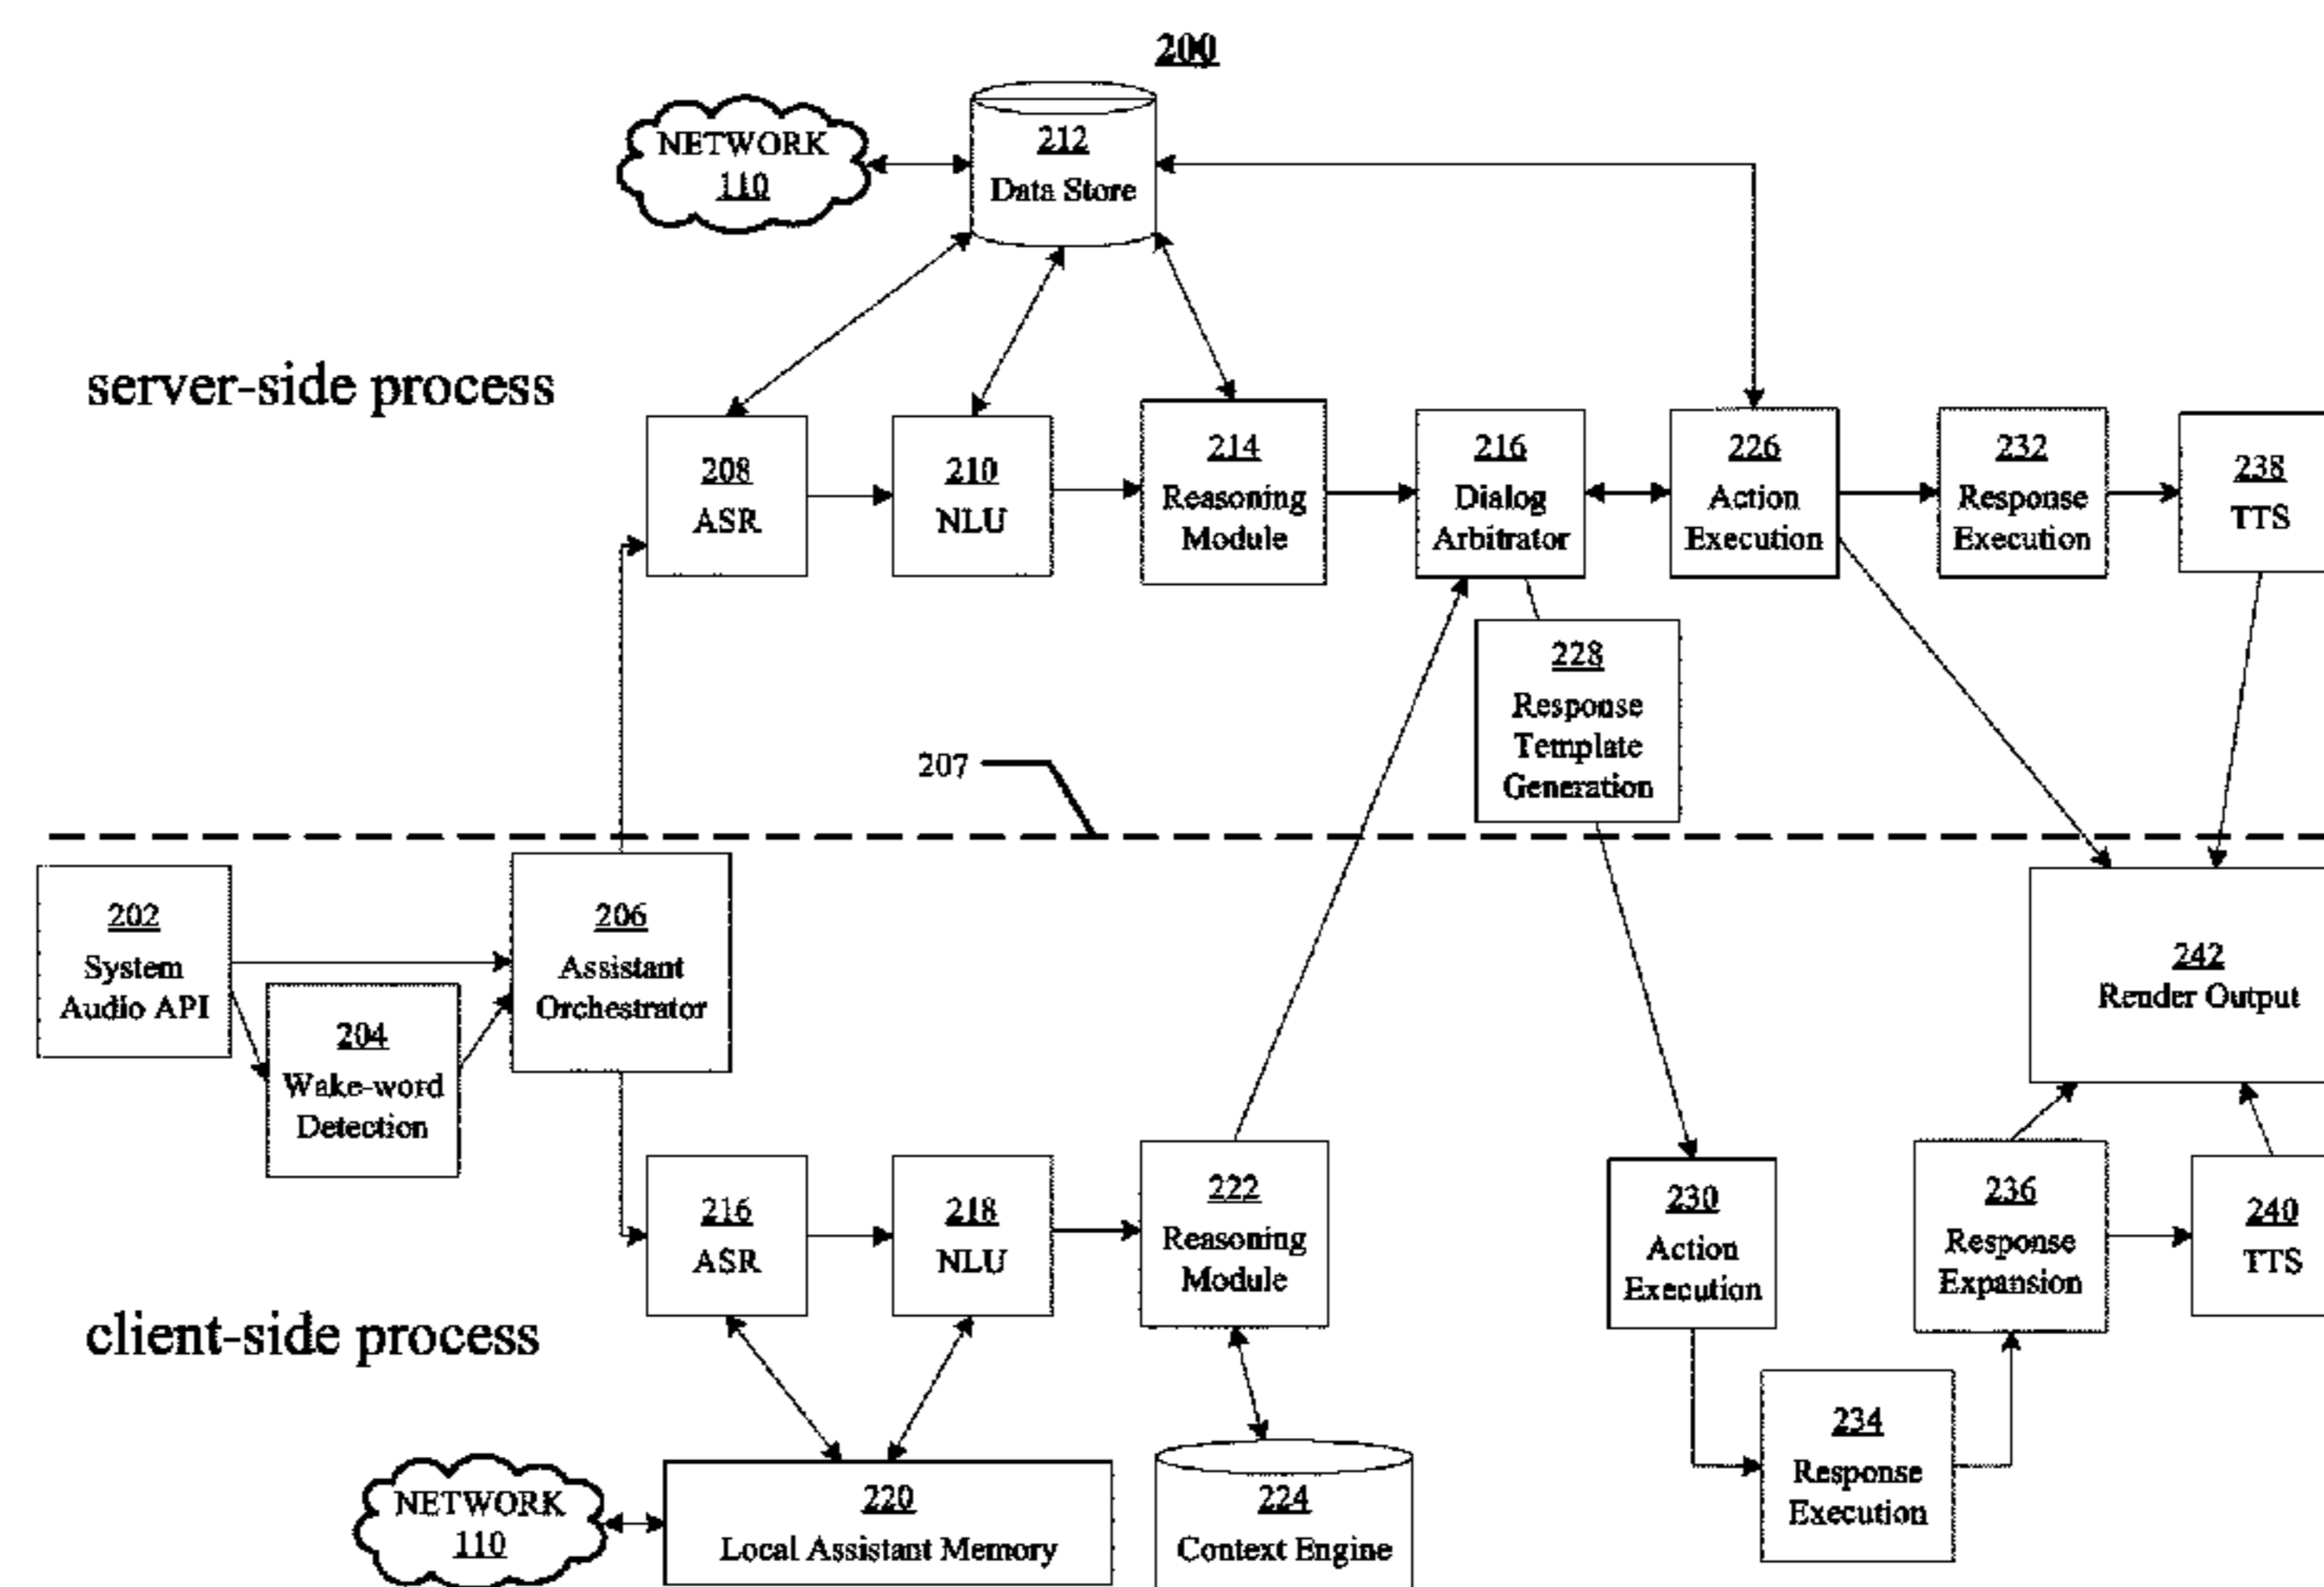 200
NETWORK
110
212
Data Store
server-side process
208
ASR
210
NLU
214
Reasoning
Module
216
Dialog
Arbitrator
226
Action
Execution
232
Response
Execution
238
TTS
228
Response
Template
Generation
207
202
System
Audio API
204
Wake-word
Detection
206
Assistant
Orchestrator
242
Render Output
216
ASR
218
NLU
222
Reasoning
Module
230
Action
Execution
236
Response
Expansion
240
TTS
client-side process
234
Response
Execution
NETWORK
110
220
Local Assistant Memory
224
Context Engine